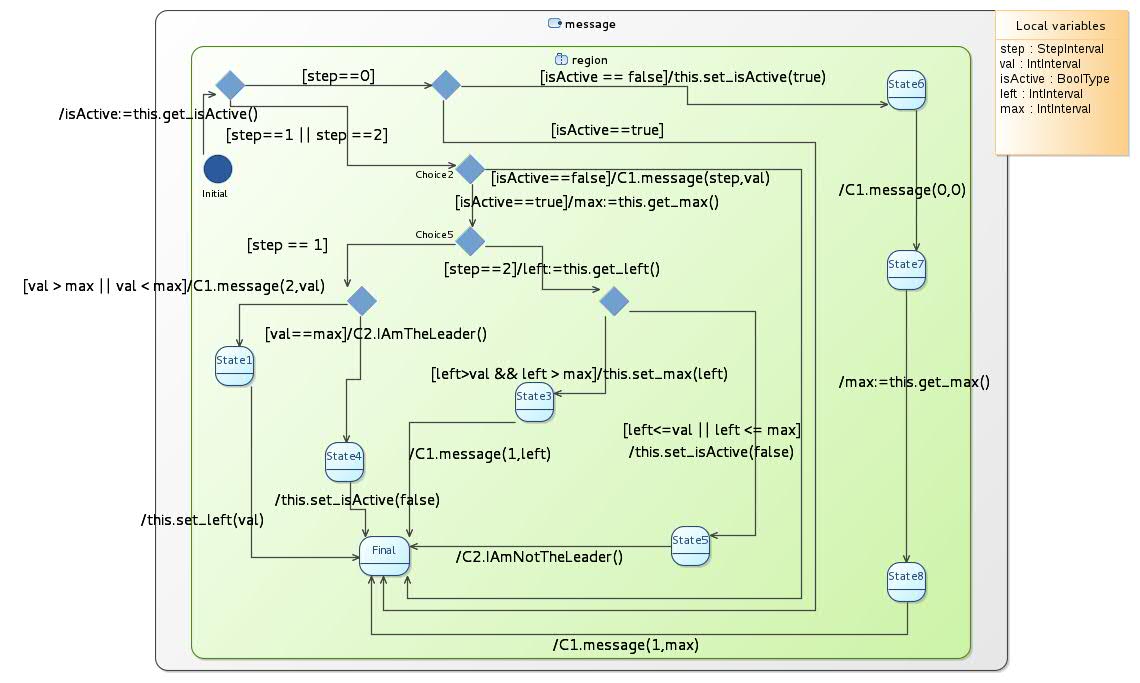 message
Local variables
step : StepInterval
val : IntInterval
isActive : BoolType
left : IntInterval
max : IntInterval
region
[step==0]
[isActive == false]/this.set_isActive(true)
State6
/isActive:=this.get_isActive()
[step==1 || step ==2]
[isActive==true]
Initial
Choice2
[isActive==false]/C1.message(step,val)
/C1.message(0,0)
[isActive==true]/max:=this.get_max()
Choice5
[step == 1]
[step==2]/left:=this.get_left()
State7
[val > max || val < max]/C1.message(2,val)
[val==max]/C2.IAmTheLeader()
State1
[left>val && left > max]/this.set_max(left)
/max:=this.get_max()
State3
[left<=val || left <= max]
/this.set_isActive(false)
/C1.message(1,left)
State4
/this.set_isActive(false)
/this.set_left(val)
State5
Final
/C2.IAmNotTheLeader()
State8
/C1.message(1,max)